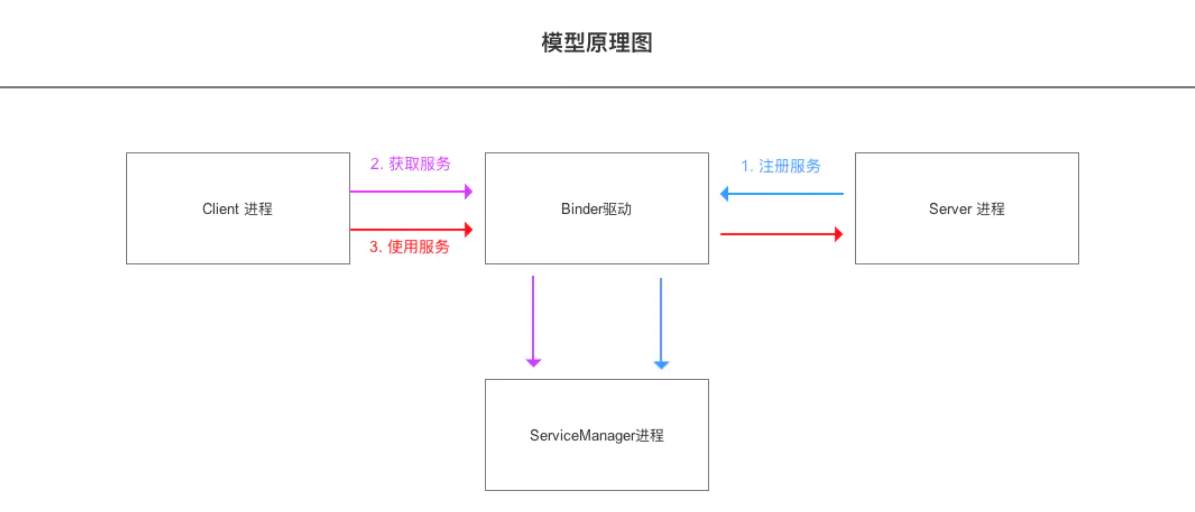 模型原理图
2. 获取服务
1. 注册服务
Client 进程
Binder驱动
Server 进程
3. 使用服务
ServiceManager进程